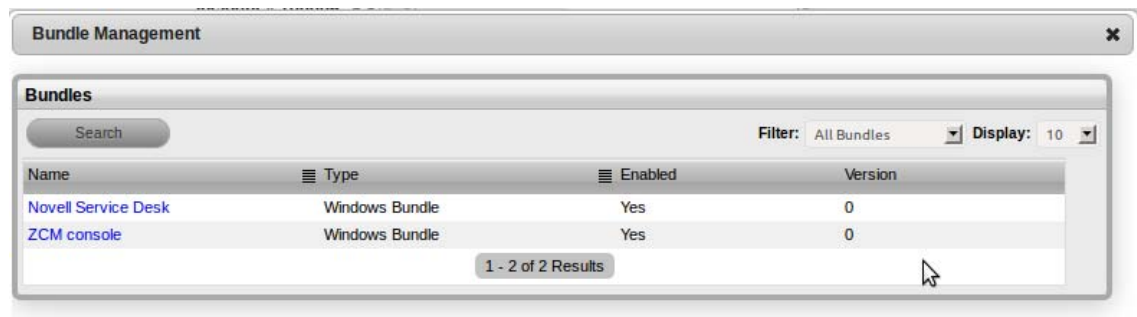 Bundle Management
Bundles
Search Filter: All Bundles Display: 10
Name Type Enabled Version
Novell Service Desk Windows Bundle Yes 0
ZCM console Windows Bundle Yes 0
1 - 2 of 2 Results